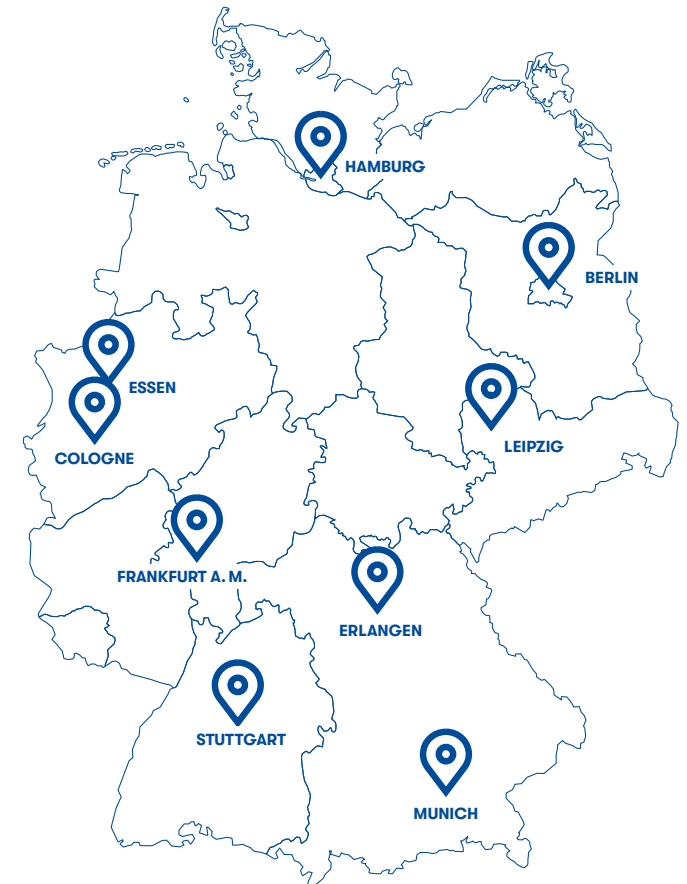 HAMBURG
BERLIN
ESSEN
LEIPZIG
COLOGNE
FRANKFURT A. M.
ERLANGEN
STUTTGART
MUNICH